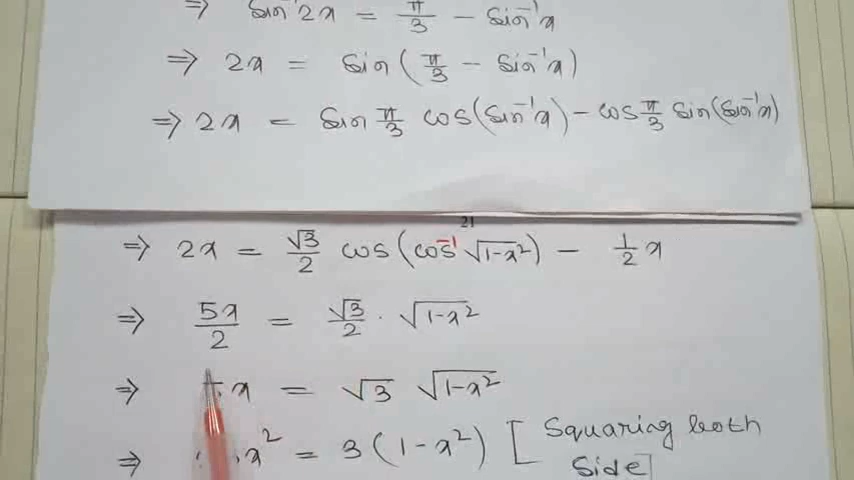 ⇒ sin⁻¹2x = π/3 − sin⁻¹x
⇒ 2x = sin(π/3 − sin⁻¹x)
⇒ 2x = sin π/3 cos(sin⁻¹x) − cos π/3 sin(sin⁻¹x)
21
⇒ 2x = √3/2 cos(cos⁻¹√(1−x²)) − 1/2 x
⇒ 5x/2 = √3/2 · √(1−x²)
⇒ x = √3 √(1−x²)
⇒ x² = 3(1−x²) [Squaring both
side]